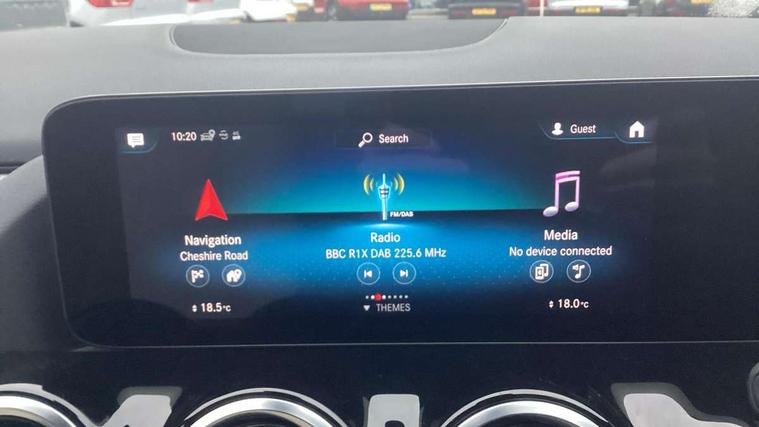 10:20
Search
Guest
FM/DAB
Navigation
Radio
Media
Cheshire Road
BBC R1X DAB 225.6 MHz
No device connected
18.5°C
THEMES
18.0°C